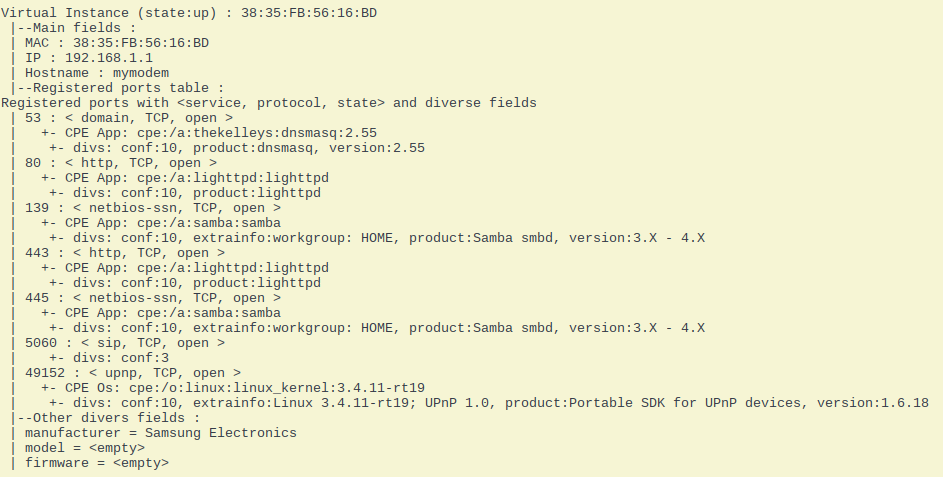 Virtual Instance (state:up) : 38:35:FB:56:16:BD
|--Main fields :
| MAC : 38:35:FB:56:16:BD
| IP : 192.168.1.1
| Hostname : mymodem
|--Registered ports table :
Registered ports with <service, protocol, state> and diverse fields
| 53 : < domain, TCP, open >
|   +- CPE App: cpe:/a:thekelleys:dnsmasq:2.55
|    +- divs: conf:10, product:dnsmasq, version:2.55
| 80 : < http, TCP, open >
|   +- CPE App: cpe:/a:lighttpd:lighttpd
|    +- divs: conf:10, product:lighttpd
| 139 : < netbios-ssn, TCP, open >
|   +- CPE App: cpe:/a:samba:samba
|    +- divs: conf:10, extrainfo:workgroup: HOME, product:Samba smbd, version:3.X - 4.X
| 443 : < http, TCP, open >
|   +- CPE App: cpe:/a:lighttpd:lighttpd
|    +- divs: conf:10, product:lighttpd
| 445 : < netbios-ssn, TCP, open >
|   +- CPE App: cpe:/a:samba:samba
|    +- divs: conf:10, extrainfo:workgroup: HOME, product:Samba smbd, version:3.X - 4.X
| 5060 : < sip, TCP, open >
|    +- divs: conf:3
| 49152 : < upnp, TCP, open >
|   +- CPE Os: cpe:/o:linux:linux_kernel:3.4.11-rt19
|    +- divs: conf:10, extrainfo:Linux 3.4.11-rt19; UPnP 1.0, product:Portable SDK for UPnP devices, version:1.6.18
|--Other divers fields :
| manufacturer = Samsung Electronics
| model = <empty>
| firmware = <empty>